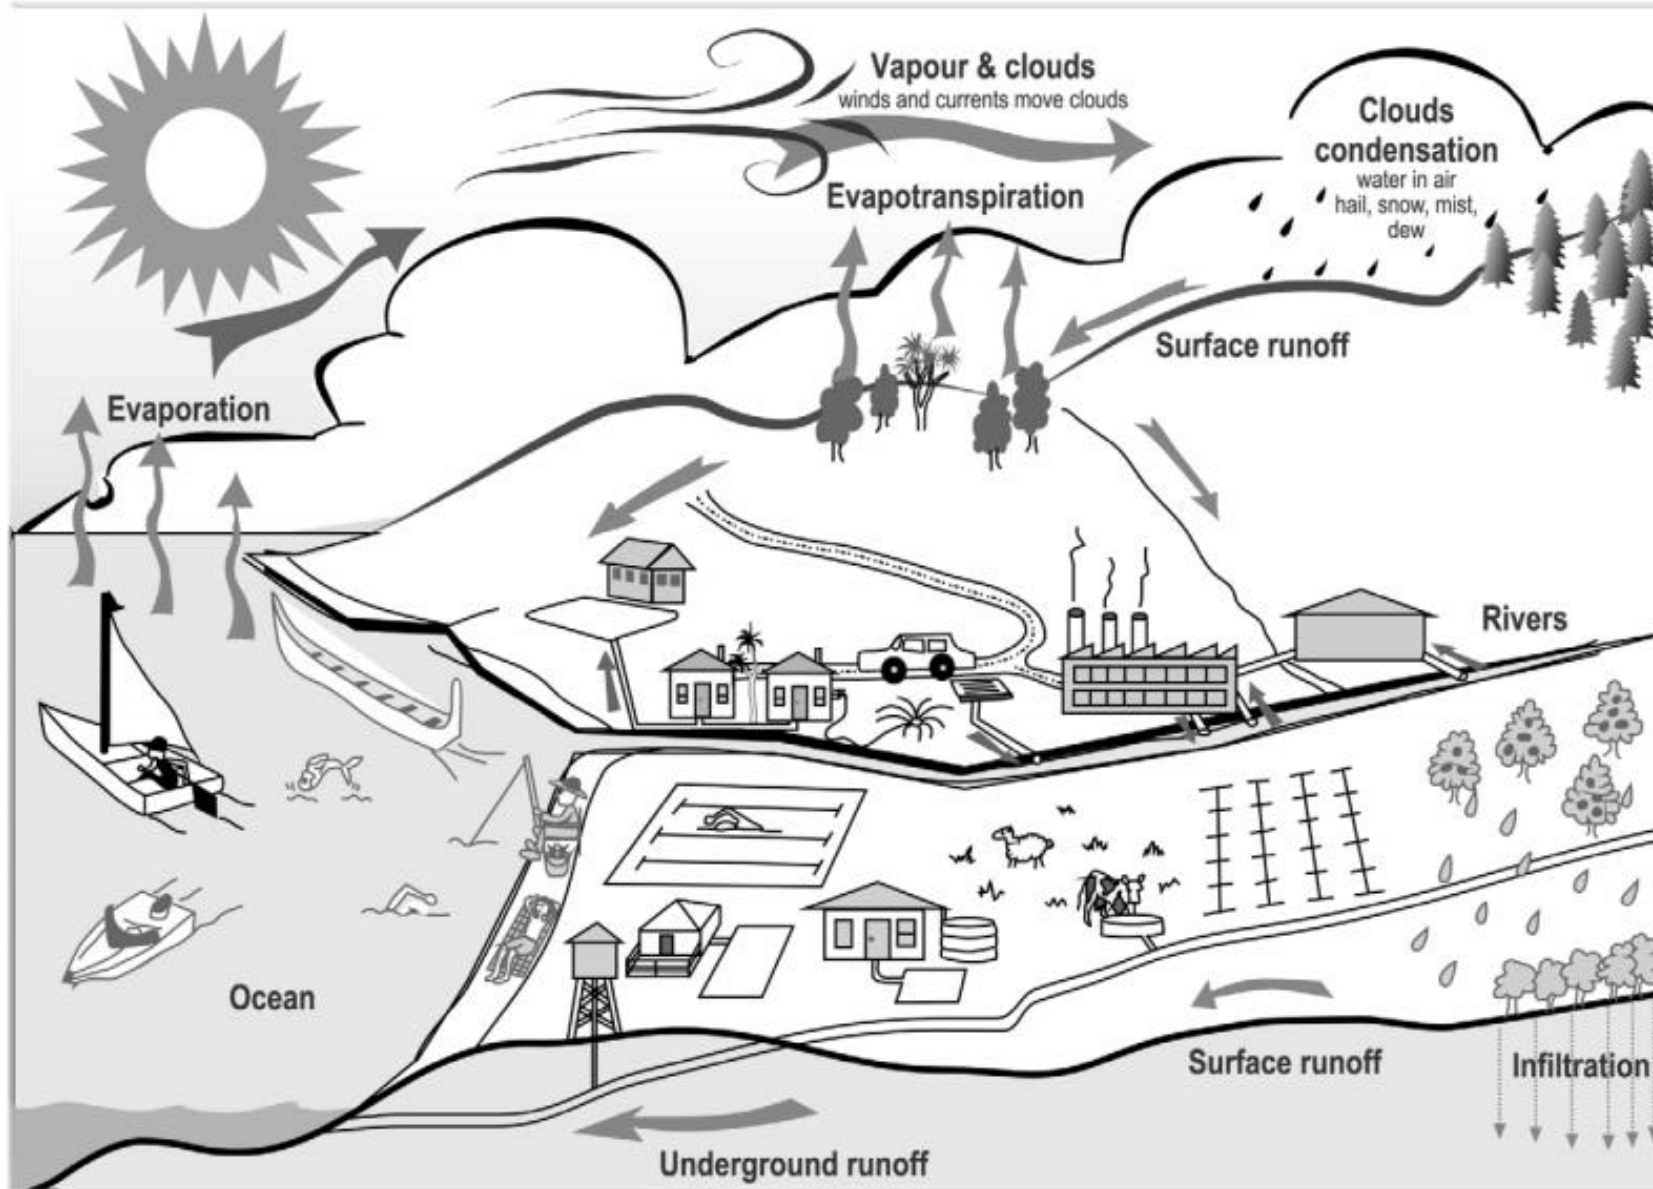 Vapour & clouds
winds and currents move clouds
Clouds
condensation
water in air
hail, snow, mist,
dew
Evapotranspiration
Surface runoff
Evaporation
Rivers
Ocean
Surface runoff
Infiltration
Underground runoff